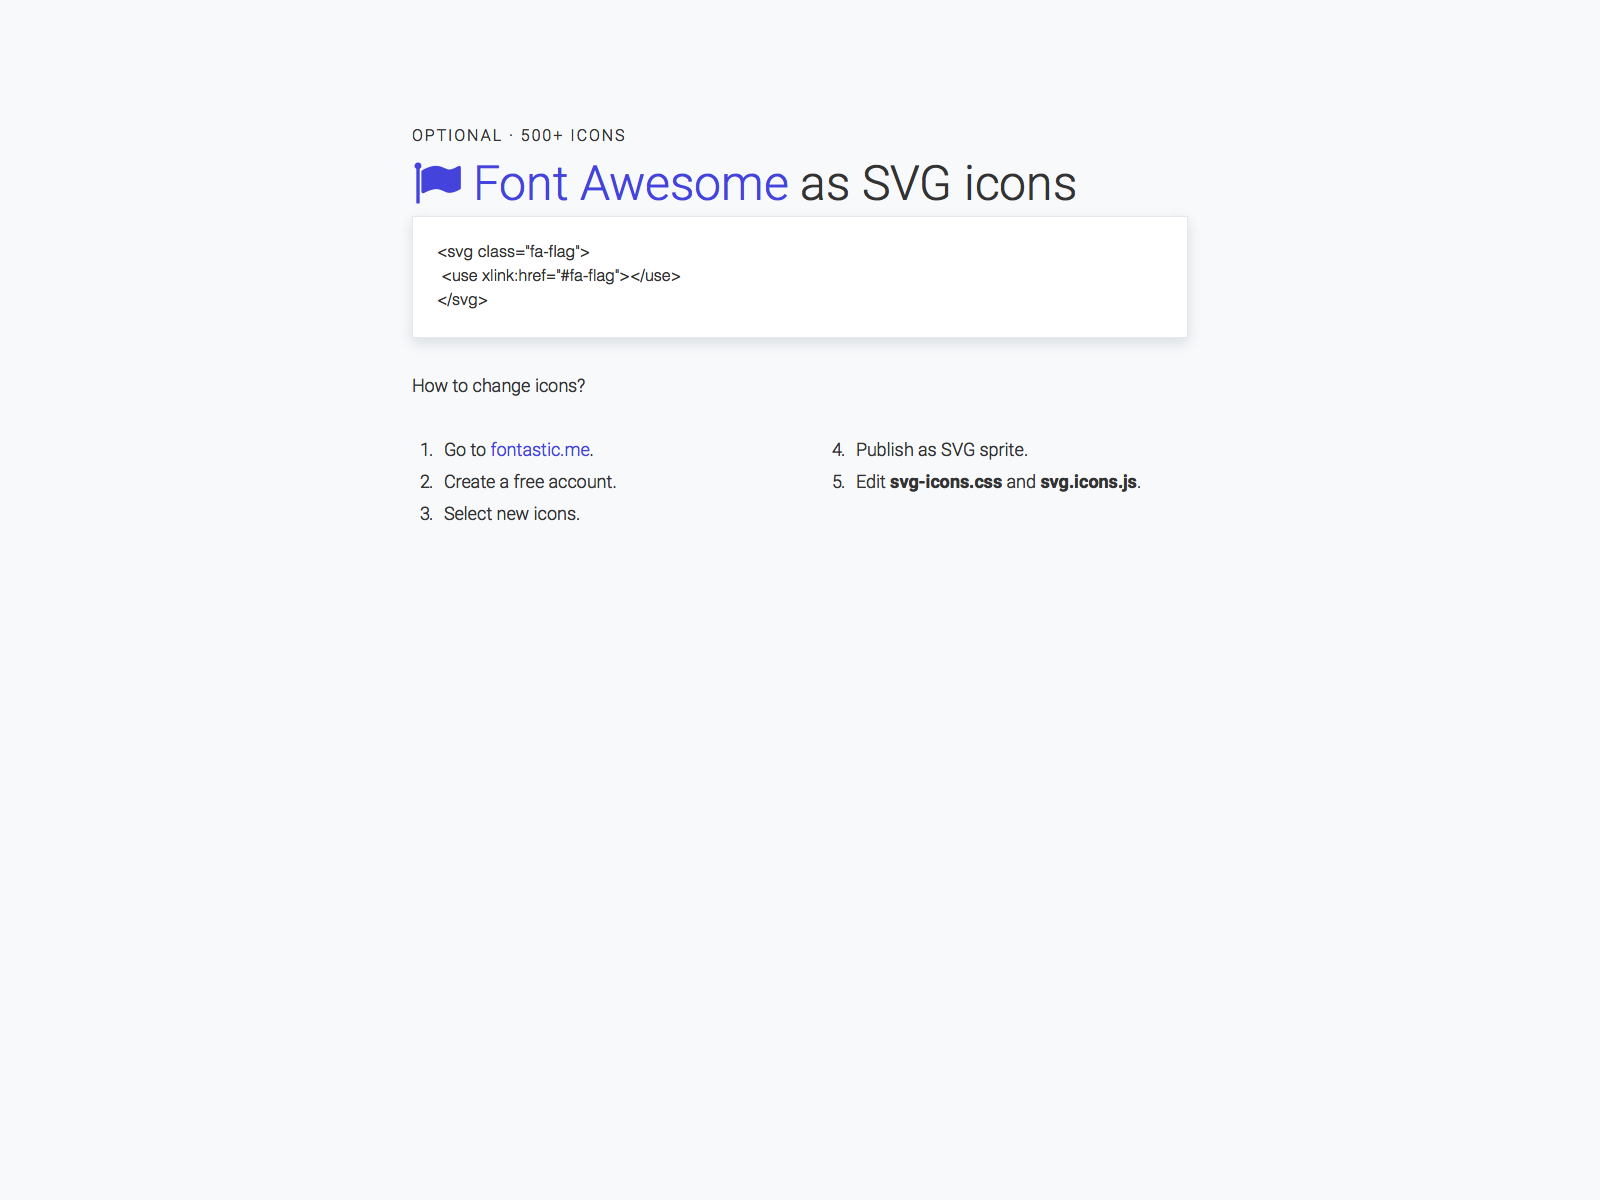 OPTIONAL · 500+ ICONS
Font Awesome as SVG icons
<svg class="fa-flag">
<use xlink:href="#fa-flag"></use>
</svg>
How to change icons?
1. Go to fontastic.me.
2. Create a free account.
3. Select new icons.
4. Publish as SVG sprite.
5. Edit svg-icons.css and svg.icons.js.